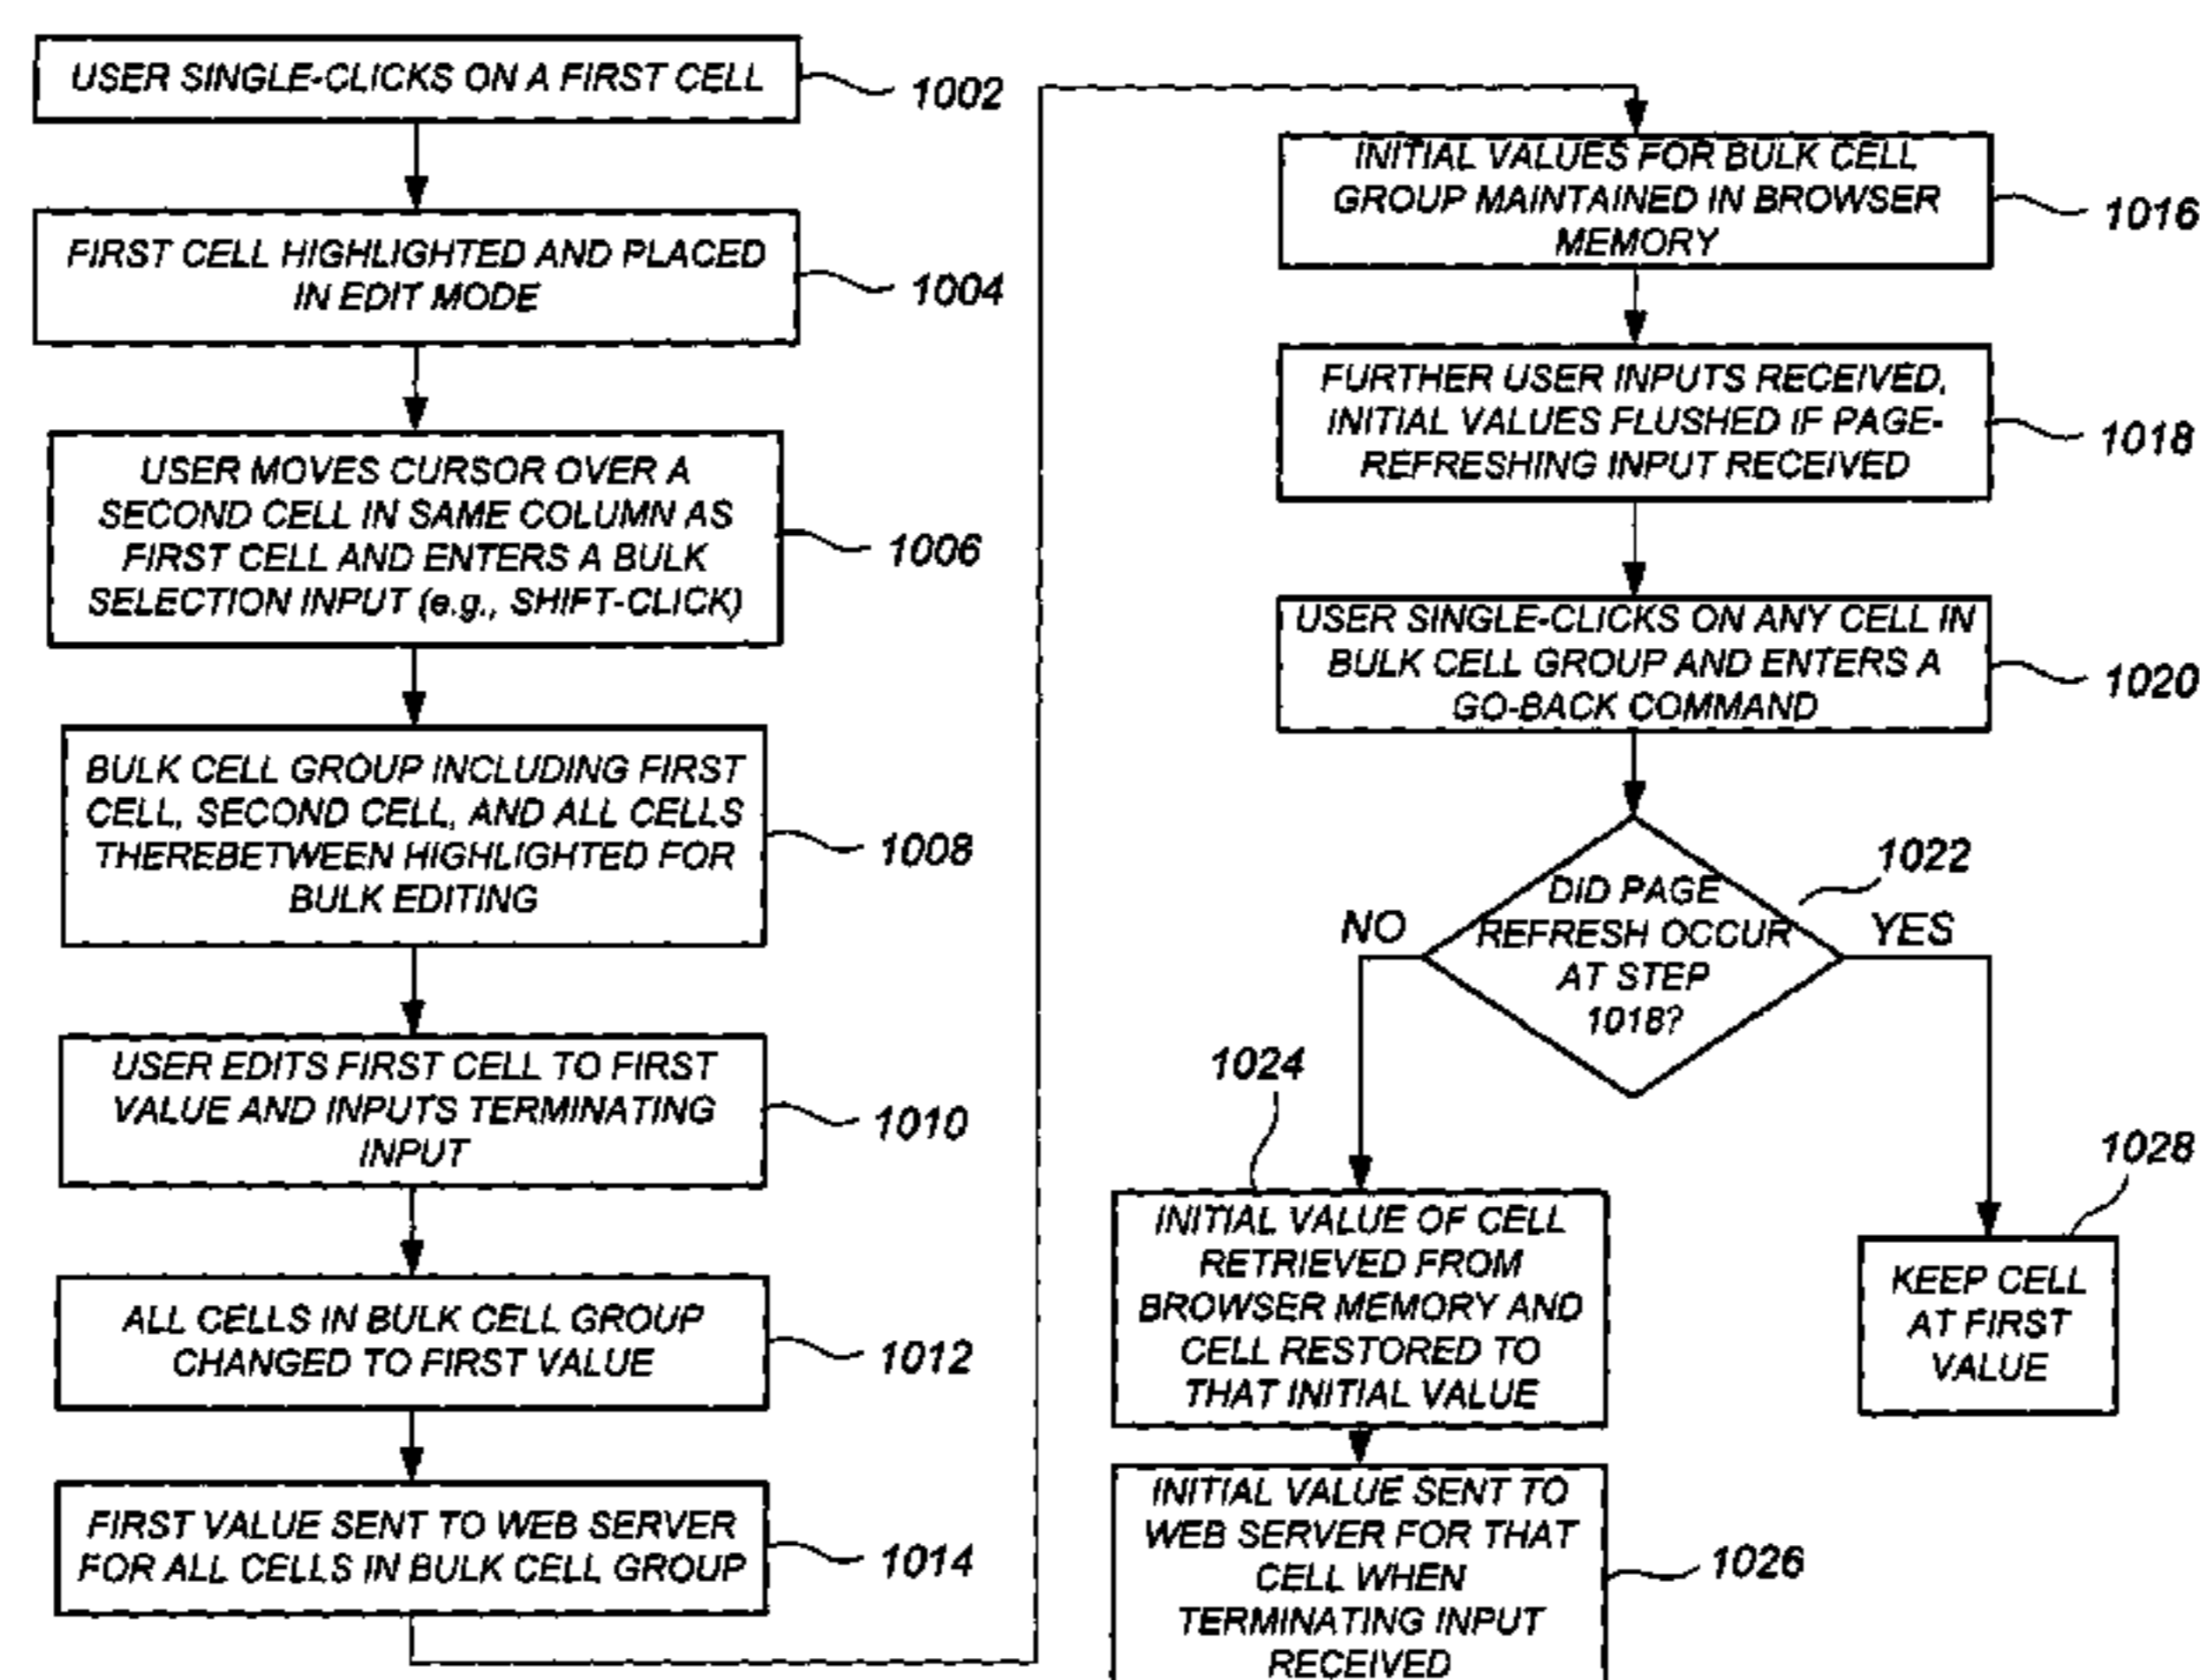 USER SINGLE-CLICKS ON A FIRST CELL
1002
FIRST CELL HIGHLIGHTED AND PLACED
IN EDIT MODE
1004
USER MOVES CURSOR OVER A
SECOND CELL IN SAME COLUMN AS
FIRST CELL AND ENTERS A BULK
SELECTION INPUT (e.g., SHIFT-CLICK)
1006
BULK CELL GROUP INCLUDING FIRST
CELL, SECOND CELL, AND ALL CELLS
THEREBETWEEN HIGHLIGHTED FOR
BULK EDITING
1008
USER EDITS FIRST CELL TO FIRST
VALUE AND INPUTS TERMINATING
INPUT
1010
ALL CELLS IN BULK CELL GROUP
CHANGED TO FIRST VALUE
1012
FIRST VALUE SENT TO WEB SERVER
FOR ALL CELLS IN BULK CELL GROUP
1014
INITIAL VALUES FOR BULK CELL
GROUP MAINTAINED IN BROWSER
MEMORY
1016
FURTHER USER INPUTS RECEIVED,
INITIAL VALUES FLUSHED IF PAGE-
REFRESHING INPUT RECEIVED
1018
USER SINGLE-CLICKS ON ANY CELL IN
BULK CELL GROUP AND ENTERS A
GO-BACK COMMAND
1020
DID PAGE
REFRESH OCCUR
AT STEP
1018?
1022
NO
YES
1024
INITIAL VALUE OF CELL
RETRIEVED FROM
BROWSER MEMORY AND
CELL RESTORED TO
THAT INITIAL VALUE
1028
KEEP CELL
AT FIRST
VALUE
INITIAL VALUE SENT TO
WEB SERVER FOR THAT
CELL WHEN
TERMINATING INPUT
RECEIVED
1026